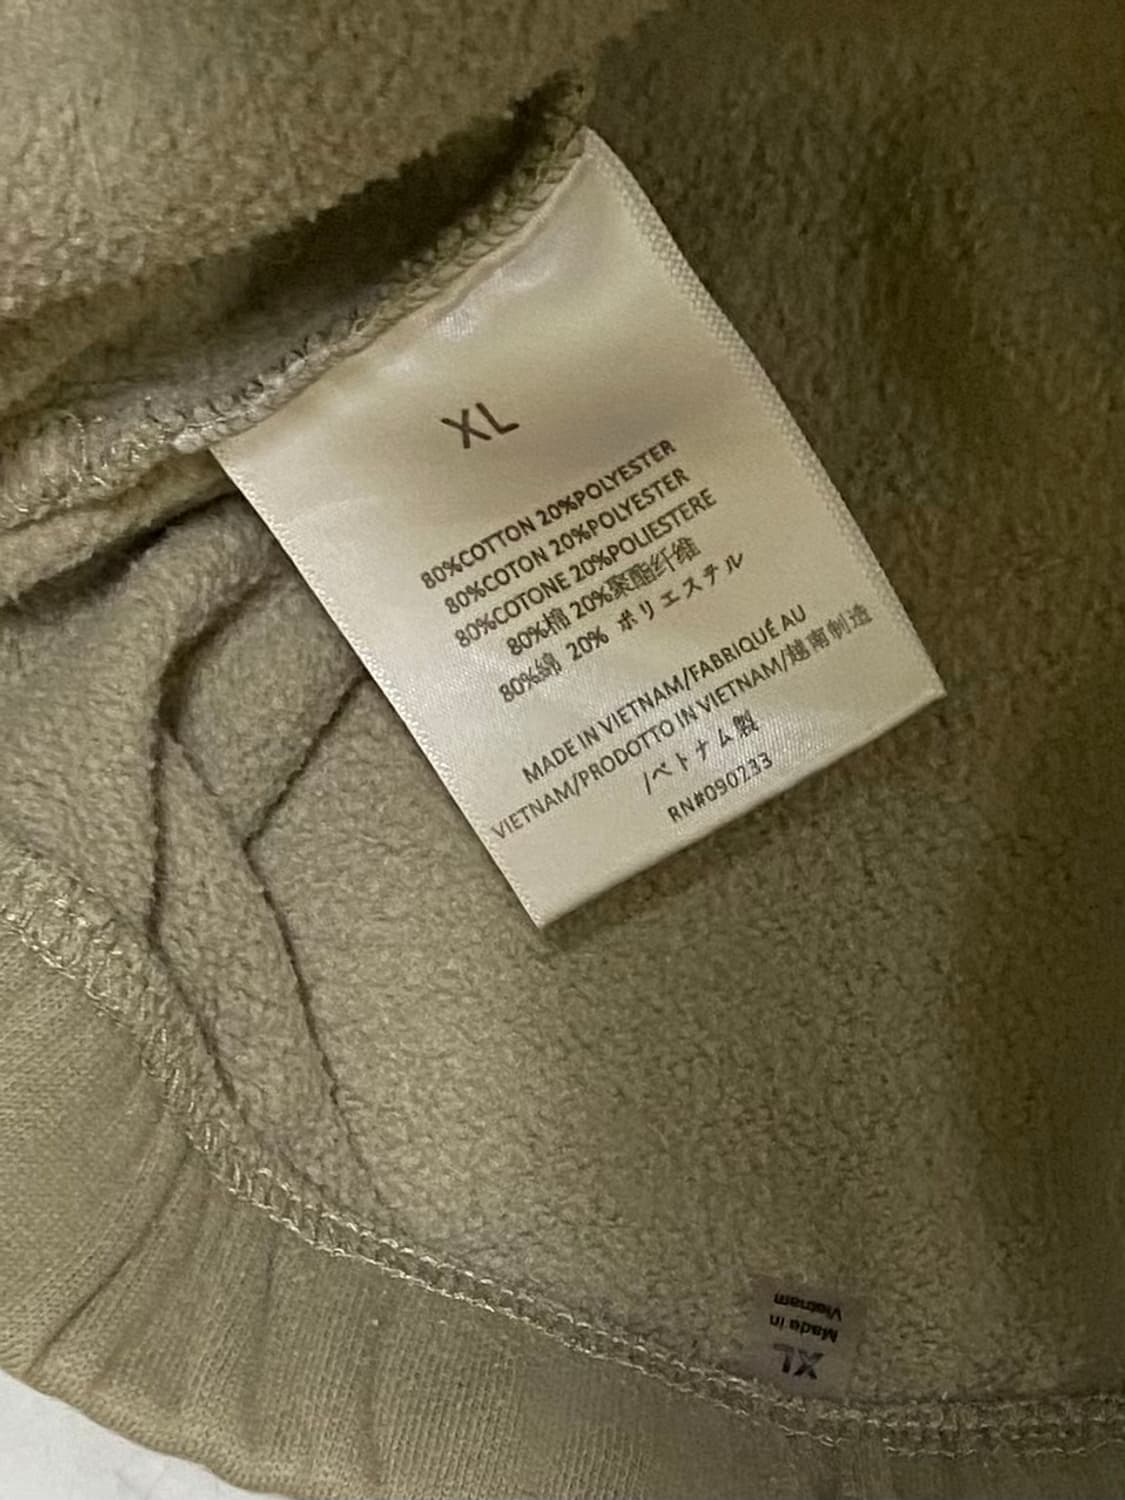 XL
80%COTTON 20%POLYESTER
80%COTON 20%POLYESTER
80%COTONE 20%POLIESTERE
80%棉 20%聚酯纤维
80%綿 20% ポリエステル
MADE IN VIETNAM/FABRIQUÉ AU
VIETNAM/PRODOTTO IN VIETNAM/越南制造
/ベトナム製
RN#090233
XL
Made in
Vietnam